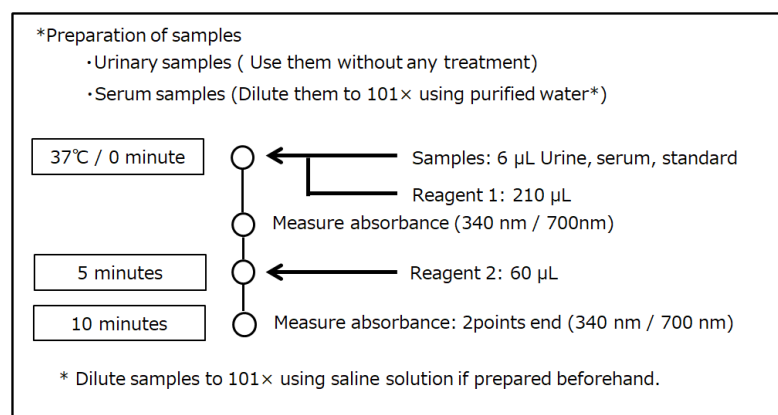 *Preparation of samples
・Urinary samples ( Use them without any treatment)
・Serum samples (Dilute them to 101× using purified water*)
37℃ / 0 minute
Samples: 6 μL Urine, serum, standard
Reagent 1: 210 μL
Measure absorbance (340 nm / 700nm)
5 minutes
Reagent 2: 60 μL
10 minutes
Measure absorbance: 2points end (340 nm / 700 nm)
* Dilute samples to 101× using saline solution if prepared beforehand.